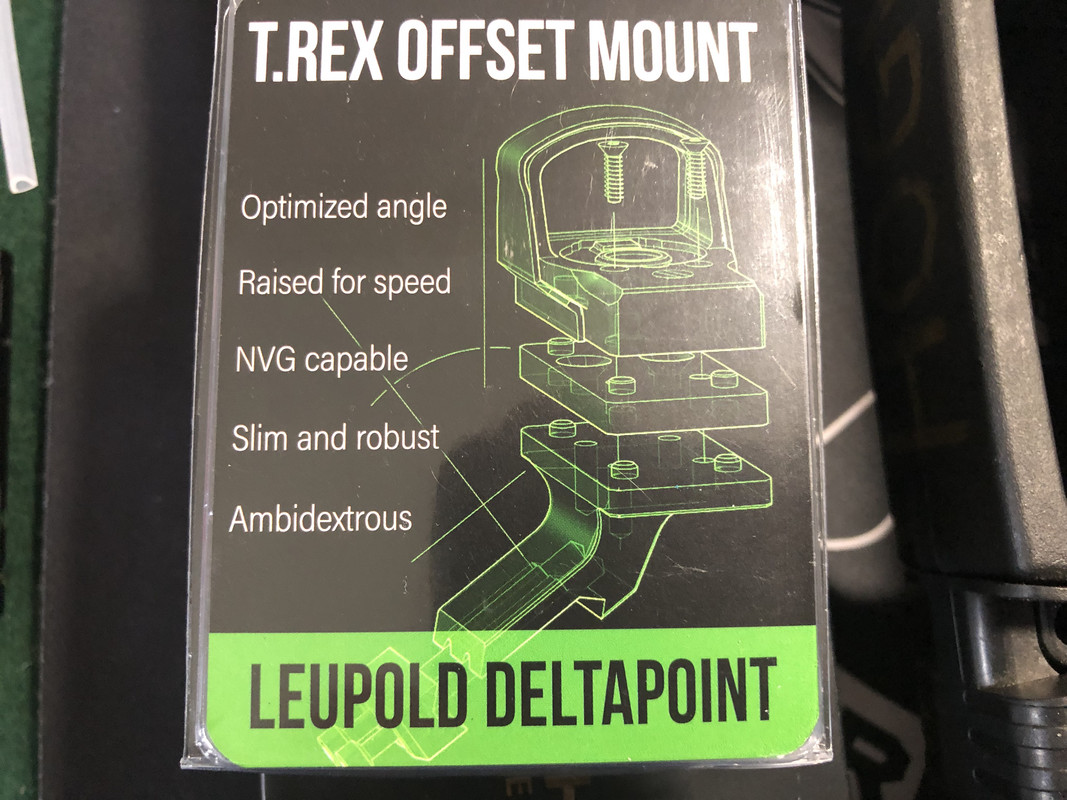 T.REX OFFSET MOUNT
Optimized angle
Raised for speed
NVG capable
Slim and robust
Ambidextrous
LEUPOLD DELTAPOINT